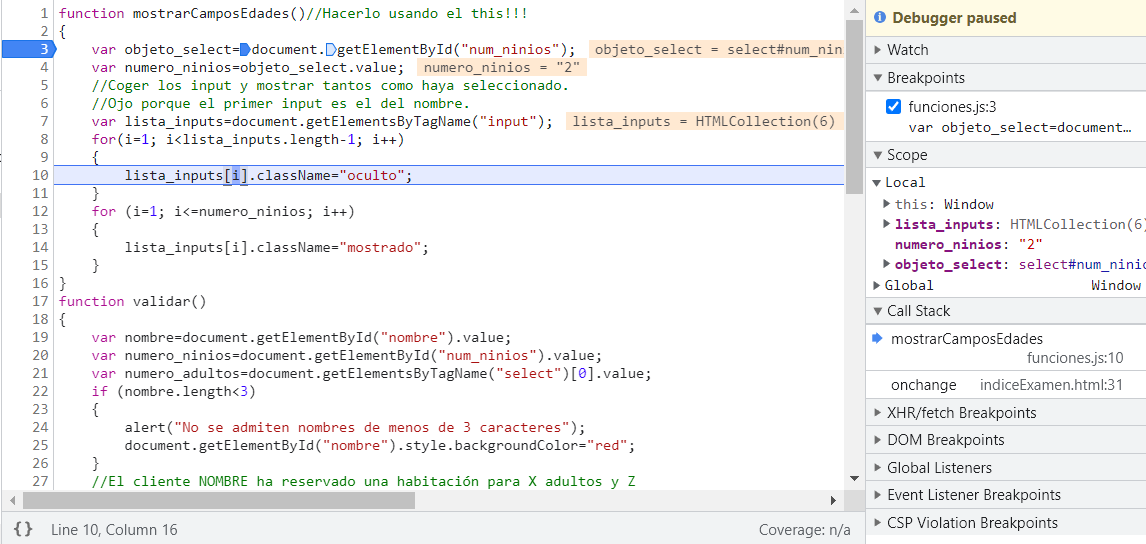 1 function mostrarCamposEdades()//Hacerlo usando el this!!!
2 {
3 var objeto_select=document.getElementById("num_ninios"); objeto_select = select#num_nin
4 var numero_ninios=objeto_select.value; numero_ninios = "2"
5 //Coger los input y mostrar tantos como haya seleccionado.
6 //Ojo porque el primer input es el del nombre.
7 var lista_inputs=document.getElementsByTagName("input"); lista_inputs = HTMLCollection(6)
8 for(i=1; i<lista_inputs.length-1; i++)
9 {
10 lista_inputs[i].className="oculto";
11 }
12 for (i=1; i<=numero_ninios; i++)
13 {
14 lista_inputs[i].className="mostrado";
15 }
16 }
17 function validar()
18 {
19 var nombre=document.getElementById("nombre").value;
20 var numero_ninios=document.getElementById("num_ninios").value;
21 var numero_adultos=document.getElementsByTagName("select")[0].value;
22 if (nombre.length<3)
23 {
24 alert("No se admiten nombres de menos de 3 caracteres");
25 document.getElementById("nombre").style.backgroundColor="red";
26 }
27 //El cliente NOMBRE ha reservado una habitación para X adultos y Z
{ } Line 10, Column 16 Coverage: n/a
Debugger paused
Watch
Breakpoints
funciones.js:3
var objeto_select=document…
Scope
Local
this: Window
lista_inputs: HTMLCollection(6)
numero_ninios: "2"
objeto_select: select#num_ninio
Global Window
Call Stack
mostrarCamposEdades
funciones.js:10
onchange indiceExamen.html:31
XHR/fetch Breakpoints
DOM Breakpoints
Global Listeners
Event Listener Breakpoints
CSP Violation Breakpoints